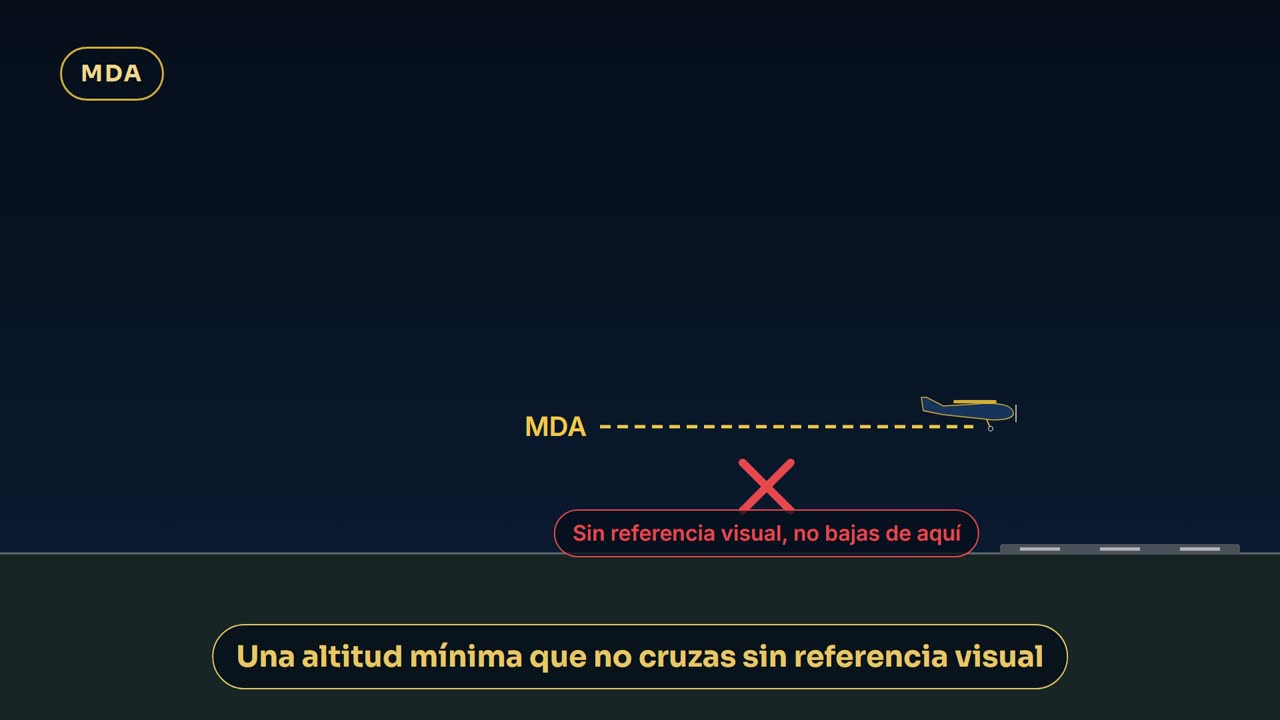 MDA
MDA
Sin referencia visual, no bajas de aquí
Una altitud mínima que no cruzas sin referencia visual